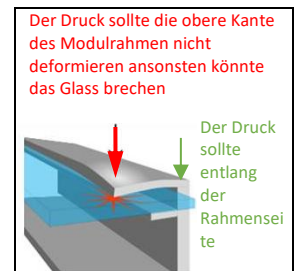 Der Druck sollte die obere Kante
des Modulrahmen nicht
deformieren ansonsten könnte
das Glass brechen
Der Druck
sollte
entlang
der
Rahmensei
te